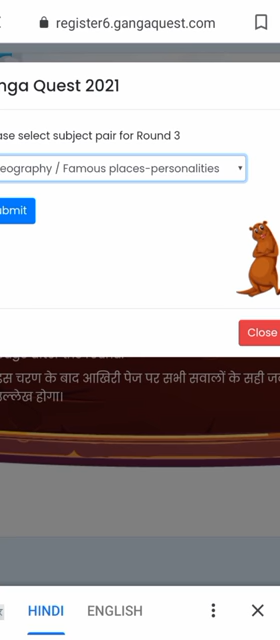 register6.gangaquest.com
nga Quest 2021
ase select subject pair for Round 3
eography / Famous places-personalities
ubmit
Close
इस चरण के बाद आखिरी पेज पर सभी सवालों के सही
उल्लेख होगा।
HINDI ENGLISH